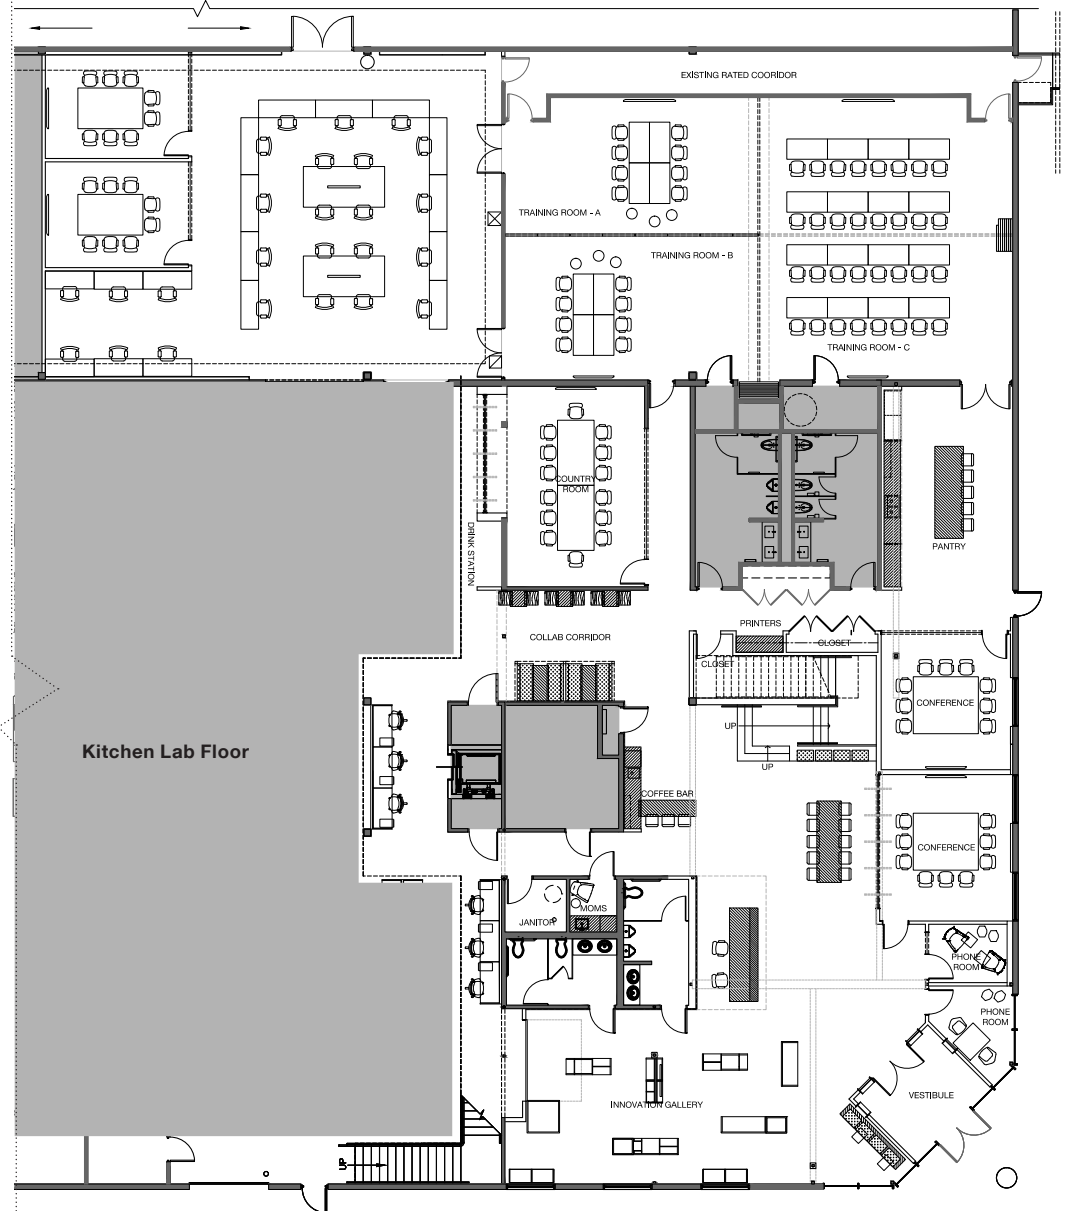 EXISTING RATED COORIDOR
TRAINING ROOM - A
TRAINING ROOM - B
TRAINING ROOM - C
COUNTRY
ROOM
DRINK STATION
PANTRY
PRINTERS
COLLAB CORRIDOR
CLOSET
CLOSET
CONFERENCE
UP
UP
Kitchen Lab Floor
COFFEE BAR
CONFERENCE
MOMS
JANITOR
PHONE
ROOM
PHONE
ROOM
VESTIBULE
INNOVATION GALLERY
UP